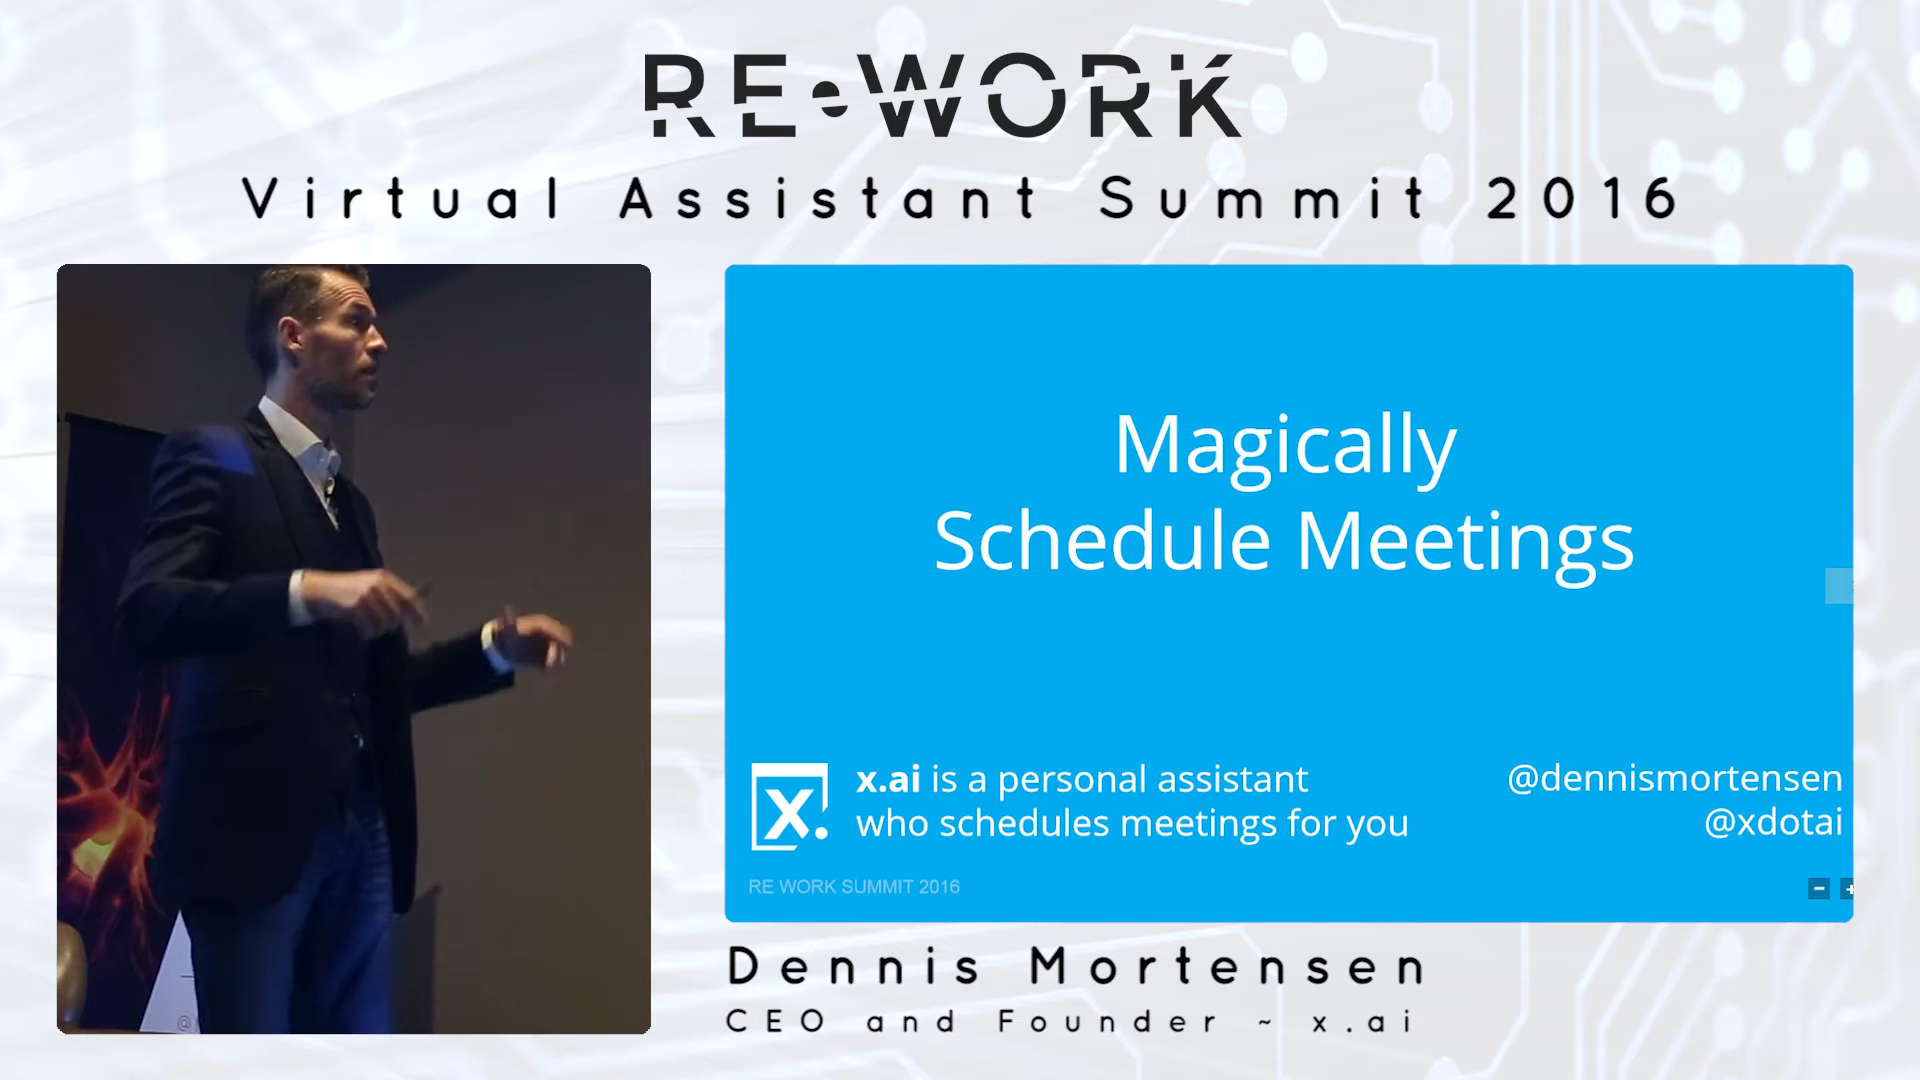 RE•WORK
Virtual Assistant Summit 2016
Magically
Schedule Meetings
x.
x.ai is a personal assistant
who schedules meetings for you
@dennismortensen
@xdotai
RE WORK SUMMIT 2016
Dennis Mortensen
CEO and Founder ~ x.ai
@